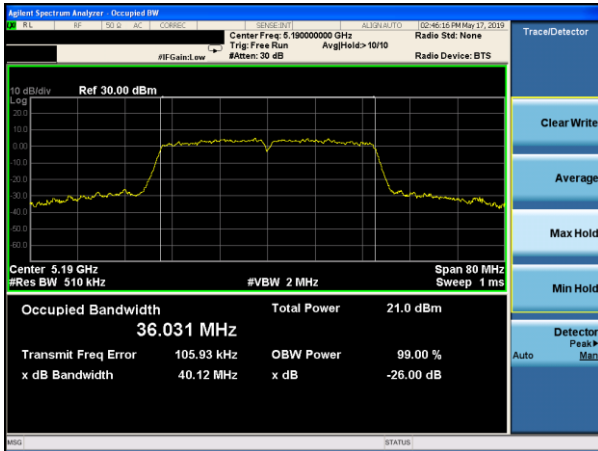 Agilent Spectrum Analyzer - Occupied BW
RL RF 50 Ω AC CORREC SENSE:INT ALIGN AUTO 02:46:16 PM May 17, 2019
Center Freq: 5.190000000 GHz Radio Std: None
Trig: Free Run Avg|Hold:> 10/10
#IFGain:Low #Atten: 30 dB Radio Device: BTS
Trace/Detector
10 dB/div Ref 30.00 dBm
Log
20.0
10.0
0.00
-10.0
-20.0
-30.0
-40.0
-50.0
-60.0
Center 5.19 GHz Span 80 MHz
#Res BW 510 kHz #VBW 2 MHz Sweep 1 ms
Occupied Bandwidth Total Power 21.0 dBm
36.031 MHz
Transmit Freq Error 105.93 kHz OBW Power 99.00 %
x dB Bandwidth 40.12 MHz x dB -26.00 dB
Clear Write
Average
Max Hold
Min Hold
Detector
Peak▶
Auto Man
MSG STATUS